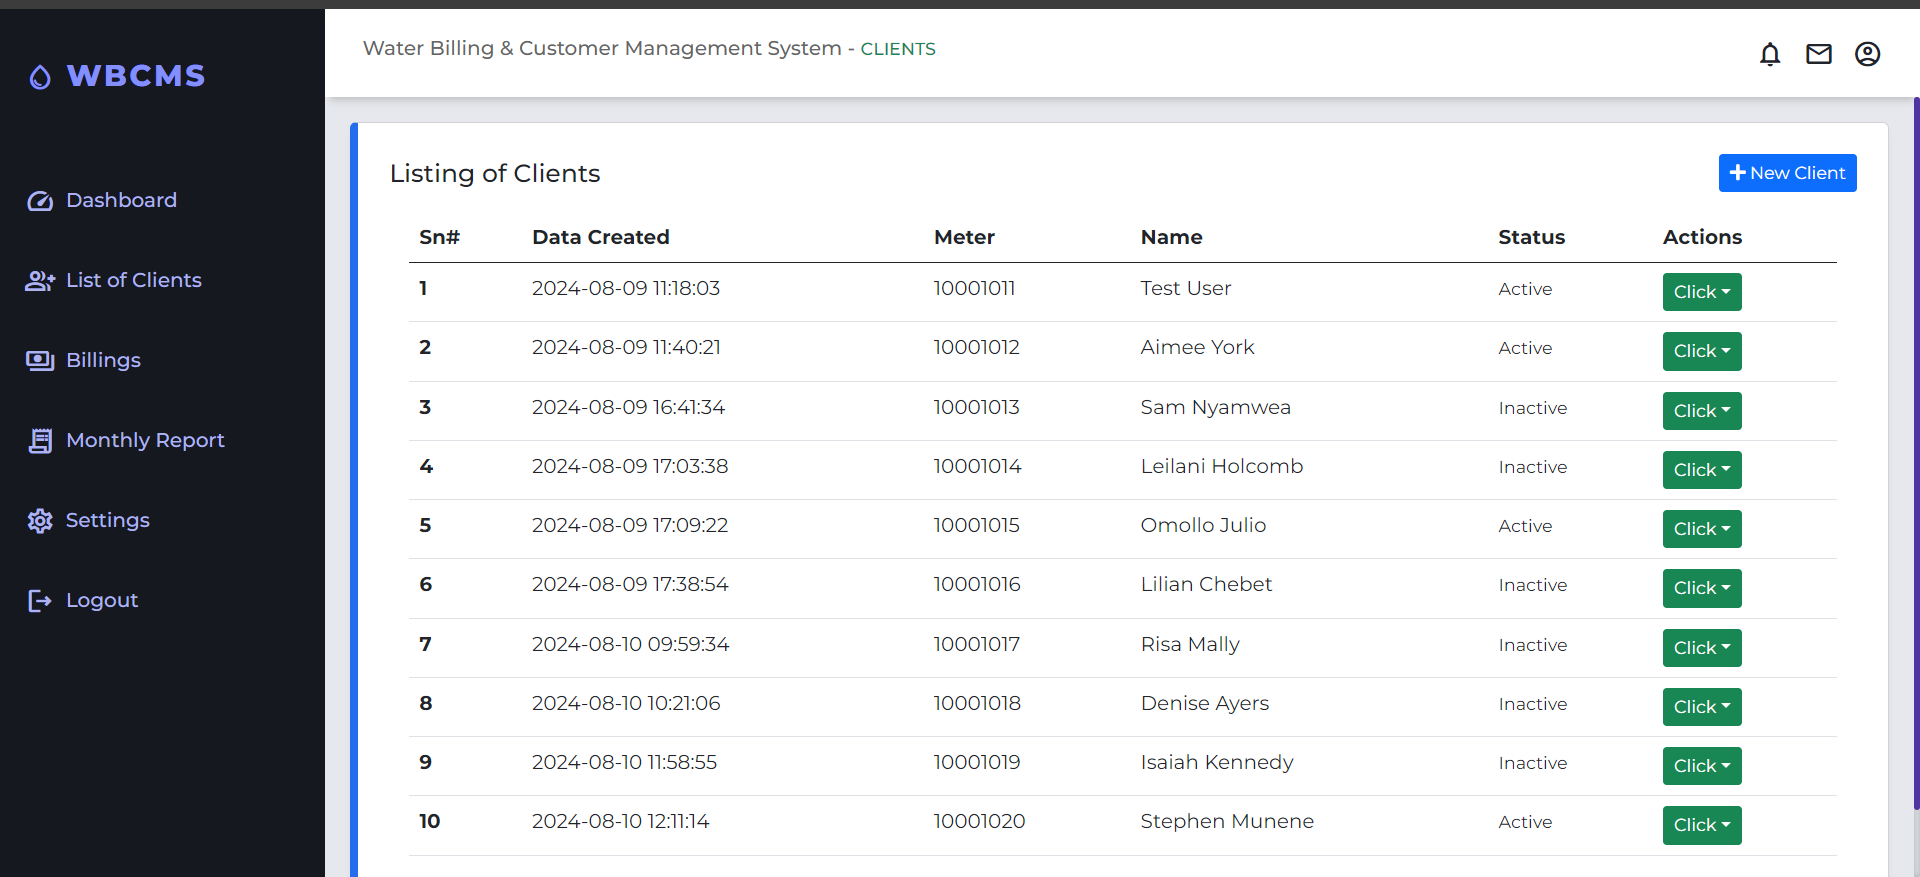 WBCMS
Dashboard
List of Clients
Billings
Monthly Report
Settings
Logout
Water Billing & Customer Management System - CLIENTS
Listing of Clients
New Client
Sn# Data Created Meter Name Status Actions
1 2024-08-09 11:18:03 10001011 Test User Active Click
2 2024-08-09 11:40:21 10001012 Aimee York Active Click
3 2024-08-09 16:41:34 10001013 Sam Nyamwea Inactive Click
4 2024-08-09 17:03:38 10001014 Leilani Holcomb Inactive Click
5 2024-08-09 17:09:22 10001015 Omollo Julio Active Click
6 2024-08-09 17:38:54 10001016 Lilian Chebet Inactive Click
7 2024-08-10 09:59:34 10001017 Risa Mally Inactive Click
8 2024-08-10 10:21:06 10001018 Denise Ayers Inactive Click
9 2024-08-10 11:58:55 10001019 Isaiah Kennedy Inactive Click
10 2024-08-10 12:11:14 10001020 Stephen Munene Active Click